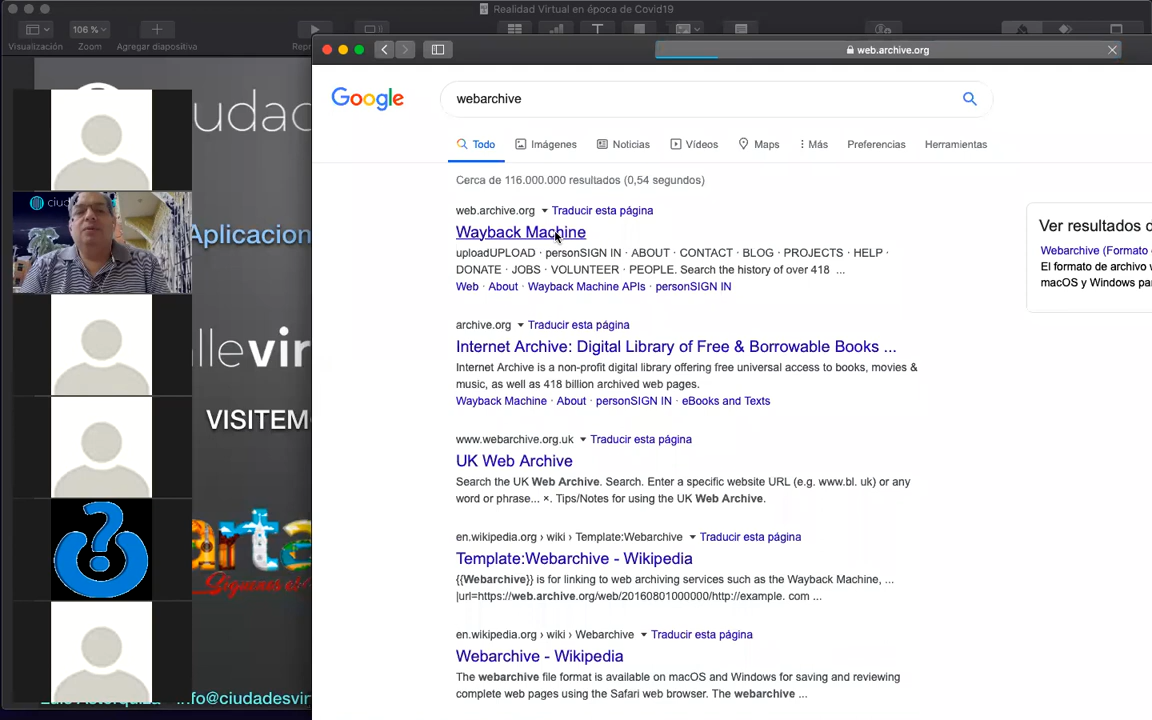 Realidad Virtual en época de Covid19
106 %
Visualización Zoom Agregar diapositiva
web.archive.org
Google
webarchive
Todo Imágenes Noticias Vídeos Maps Más Preferencias Herramientas
Cerca de 116.000.000 resultados (0,54 segundos)
web.archive.org Traducir esta página
Wayback Machine
uploadUPLOAD · personSIGN IN · ABOUT · CONTACT · BLOG · PROJECTS · HELP ·
DONATE · JOBS · VOLUNTEER · PEOPLE. Search the history of over 418 ...
Web · About · Wayback Machine APIs · personSIGN IN
archive.org Traducir esta página
Internet Archive: Digital Library of Free & Borrowable Books ...
Internet Archive is a non-profit digital library offering free universal access to books, movies &
music, as well as 418 billion archived web pages.
Wayback Machine · About · personSIGN IN · eBooks and Texts
www.webarchive.org.uk Traducir esta página
UK Web Archive
Search the UK Web Archive. Search. Enter a specific website URL (e.g. www.bl. uk) or any
word or phrase... ×. Tips/Notes for using the UK Web Archive.
en.wikipedia.org › wiki › Template:Webarchive Traducir esta página
Template:Webarchive - Wikipedia
{{Webarchive}} is for linking to web archiving services such as the Wayback Machine, ...
|url=https://web.archive.org/web/20160801000000/http://example. com ...
en.wikipedia.org › wiki › Webarchive Traducir esta página
Webarchive - Wikipedia
The webarchive file format is available on macOS and Windows for saving and reviewing
complete web pages using the Safari web browser. The webarchive ...
Ver resultados d
Webarchive (Formato
El formato de archivo
macOS y Windows pa
udad
Aplicacion
llevir
VISITEM
arta
nfo@ciudadesvir